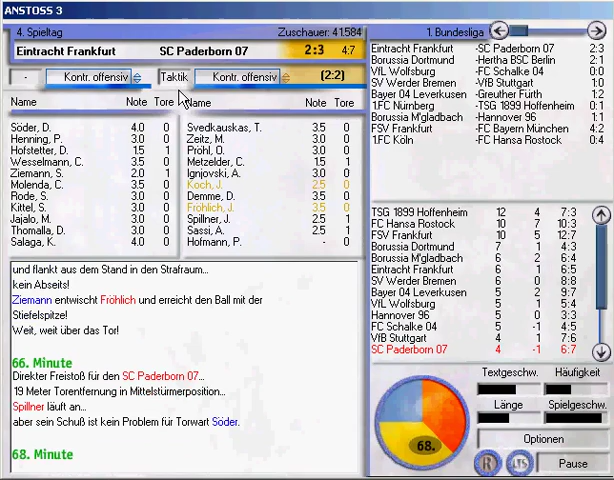 ANSTOSS 3
4. Spieltag Zuschauer: 41.584
Eintracht Frankfurt SC Paderborn 07 2:3 4:7
- Kontr. offensiv Taktik Kontr. offensiv (2:2)
Name Note Tore Name Note Tore
Söder, D. 4.0 0 Svedkauskas, T. 3.5 0
Henning, P. 3.0 0 Zeitz, M. 3.0 0
Hofstetter, D. 1.5 1 Pröhl, O. 3.0 0
Wesselmann, C. 3.5 0 Metzelder, C. 1.5 1
Ziemann, S. 2.0 1 Ignjovski, A. 3.0 0
Molenda, C. 3.5 0 Koch, J. 2.5 0
Rode, S. 3.0 0 Demme, D. 3.5 0
Kittel, S. 3.0 0 Fröhlich, J. 3.5 0
Jajalo, M. 3.0 0 Spillner, J. 2.5 1
Thomalla, D. 3.0 0 Sassi, A. 2.5 1
Salaga, K. 4.0 0 Hofmann, P. - 0
und flankt aus dem Stand in den Strafraum...
kein Abseits!
Ziemann entwischt Fröhlich und erreicht den Ball mit der
Stiefelspitze!
Weit, weit über das Tor!
66. Minute
Direkter Freistoß für den SC Paderborn 07...
19 Meter Torentfernung in Mittelstürmerposition...
Spillner läuft an...
aber sein Schuß ist kein Problem für Torwart Söder.
68. Minute
1. Bundesliga
Eintracht Frankfurt -SC Paderborn 07 2:3
Borussia Dortmund -Hertha BSC Berlin 2:1
VfL Wolfsburg -FC Schalke 04 0:0
SV Werder Bremen -VfB Stuttgart 1:0
Bayer 04 Leverkusen -Greuther Fürth 1:2
1.FC Nürnberg -TSG 1899 Hoffenheim 0:1
Borussia M'gladbach -Hannover 96 1:1
FSV Frankfurt -FC Bayern München 4:2
1.FC Köln -FC Hansa Rostock 0:4
TSG 1899 Hoffenheim 12 4 7:3
FC Hansa Rostock 10 7 10:3
FSV Frankfurt 10 5 12:7
Borussia Dortmund 7 1 4:3
Borussia M'gladbach 6 2 6:4
Eintracht Frankfurt 6 1 6:5
SV Werder Bremen 6 0 8:8
Bayer 04 Leverkusen 5 2 9:7
VfL Wolfsburg 5 1 5:4
Hannover 96 5 0 3:3
FC Schalke 04 5 -1 4:5
VfB Stuttgart 4 1 7:6
SC Paderborn 07 4 -1 6:7
Textgeschw. Häufigkeit
Länge Spielgeschw.
68.
Optionen
R LTS Pause